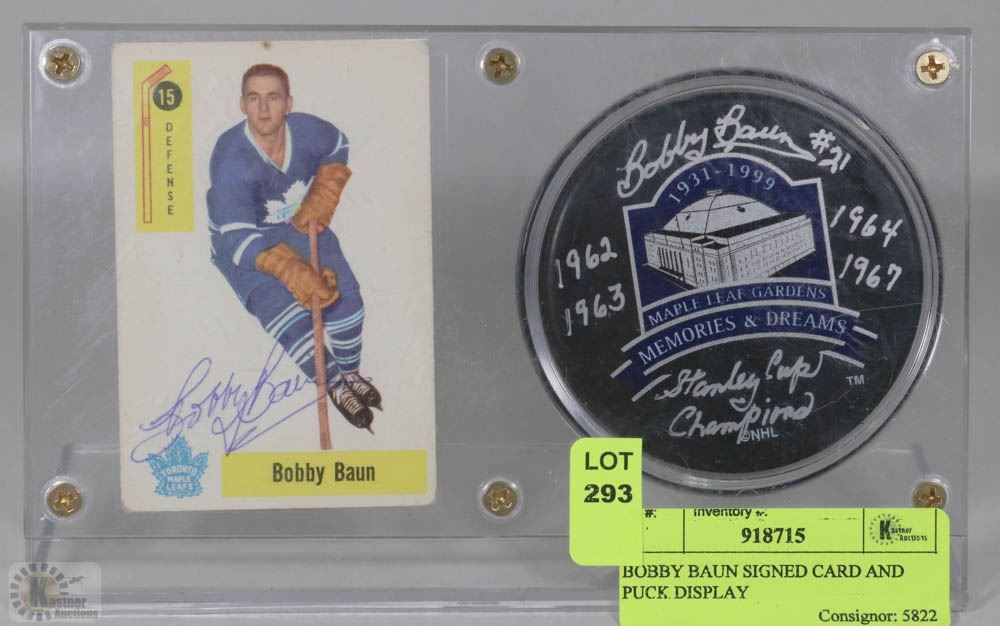 15
DEFENSE
Bobby Baun
TORONTO
MAPLE
LEAFS
Bobby Baun
Bobby Baun #21
1931-1999
1962
1963
1964
1967
MAPLE LEAF GARDENS
MEMORIES & DREAMS
TM
Stanley Cup
Champions
©NHL
LOT
293
#:
Inventory #:
918715
Kastner
Auctions
BOBBY BAUN SIGNED CARD AND
PUCK DISPLAY
Consignor: 5822
Kastner
Auctions